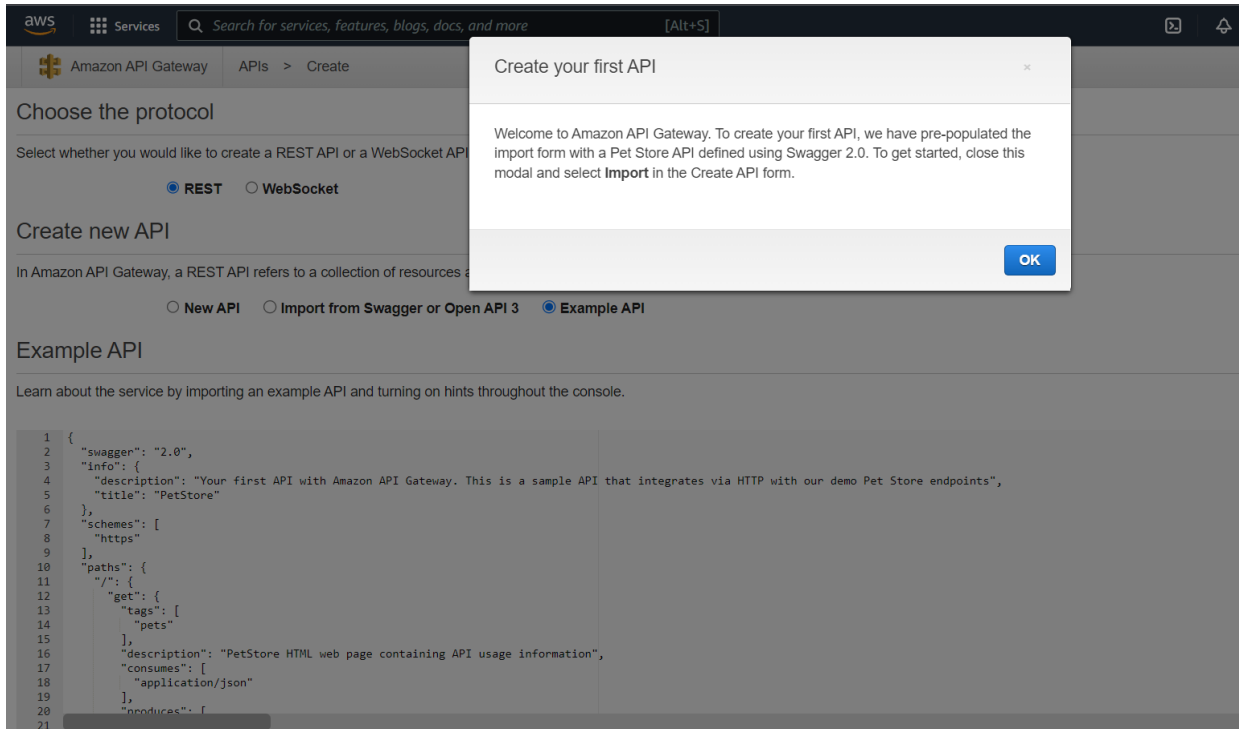 aws
Services
Search for services, features, blogs, docs, and more
[Alt+S]
Amazon API Gateway
APIs > Create
Create your first API
×
Welcome to Amazon API Gateway. To create your first API, we have pre-populated the
import form with a Pet Store API defined using Swagger 2.0. To get started, close this
modal and select Import in the Create API form.
OK
Choose the protocol
Select whether you would like to create a REST API or a WebSocket API
REST WebSocket
Create new API
In Amazon API Gateway, a REST API refers to a collection of resources
New API Import from Swagger or Open API 3 Example API
Example API
Learn about the service by importing an example API and turning on hints throughout the console.
1 {
2 "swagger": "2.0",
3 "info": {
4 "description": "Your first API with Amazon API Gateway. This is a sample API that integrates via HTTP with our demo Pet Store endpoints",
5 "title": "PetStore"
6 },
7 "schemes": [
8 "https"
9 ],
10 "paths": {
11 "/": {
12 "get": {
13 "tags": [
14 "pets"
15 ],
16 "description": "PetStore HTML web page containing API usage information",
17 "consumes": [
18 "application/json"
19 ],
20 "produces": [
21